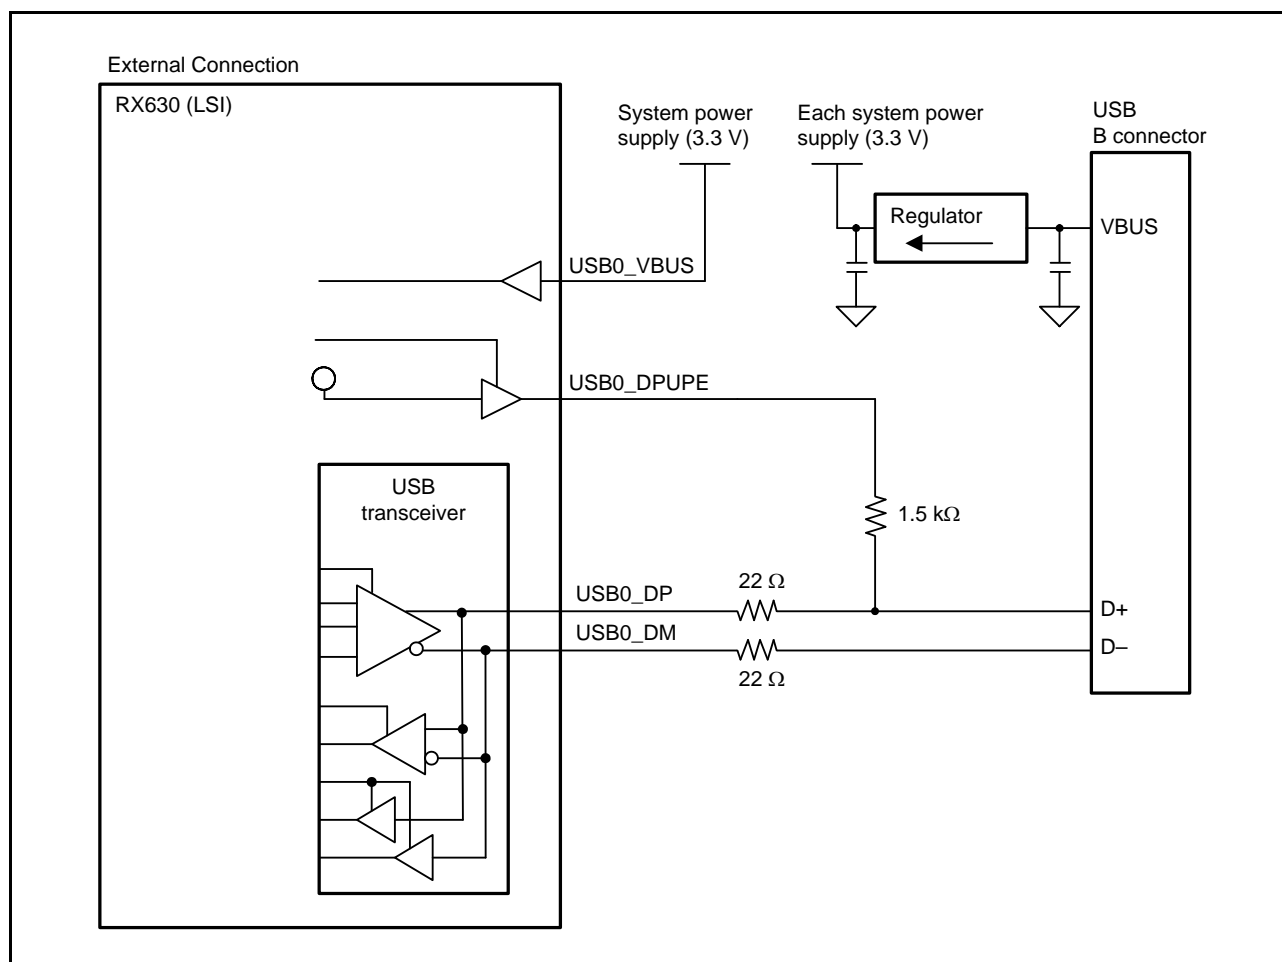 External Connection
RX630 (LSI)
System power
supply (3.3 V)
Each system power
supply (3.3 V)
USB
B connector
Regulator
VBUS
USB0_VBUS
USB0_DPUPE
USB
transceiver
1.5 kΩ
22 Ω
USB0_DP
D+
USB0_DM
D–
22 Ω